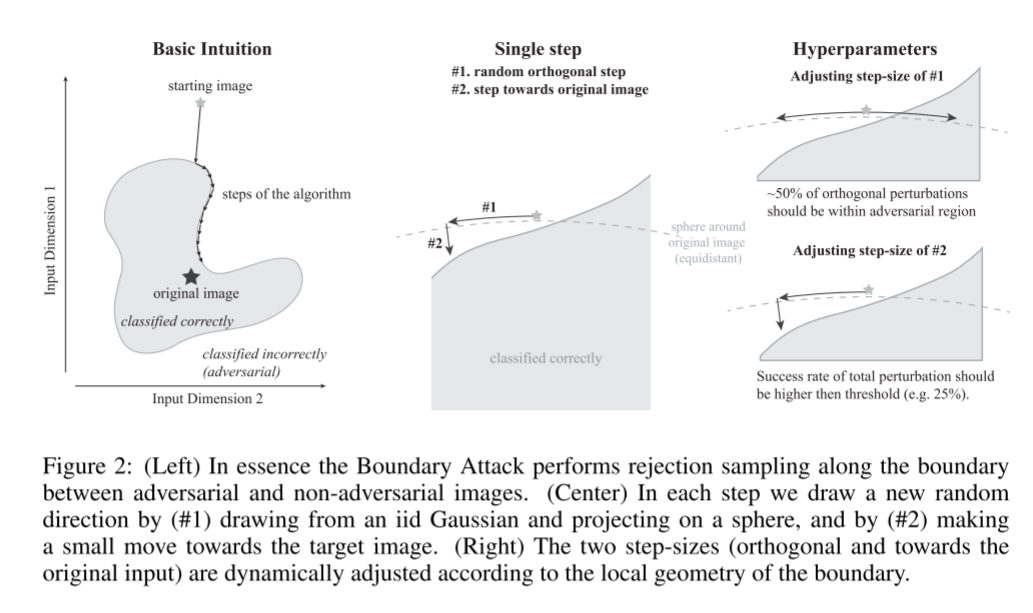 Basic Intuition
starting image
steps of the algorithm
original image
classified correctly
classified incorrectly
(adversarial)
Input Dimension 1
Input Dimension 2
Single step
#1. random orthogonal step
#2. step towards original image
#1
#2
sphere around
original image
(equidistant)
classified correctly
Hyperparameters
Adjusting step-size of #1
~50% of orthogonal perturbations
should be within adversarial region
Adjusting step-size of #2
Success rate of total perturbation should
be higher then threshold (e.g. 25%).
Figure 2: (Left) In essence the Boundary Attack performs rejection sampling along the boundary
between adversarial and non-adversarial images. (Center) In each step we draw a new random
direction by (#1) drawing from an iid Gaussian and projecting on a sphere, and by (#2) making
a small move towards the target image. (Right) The two step-sizes (orthogonal and towards the
original input) are dynamically adjusted according to the local geometry of the boundary.